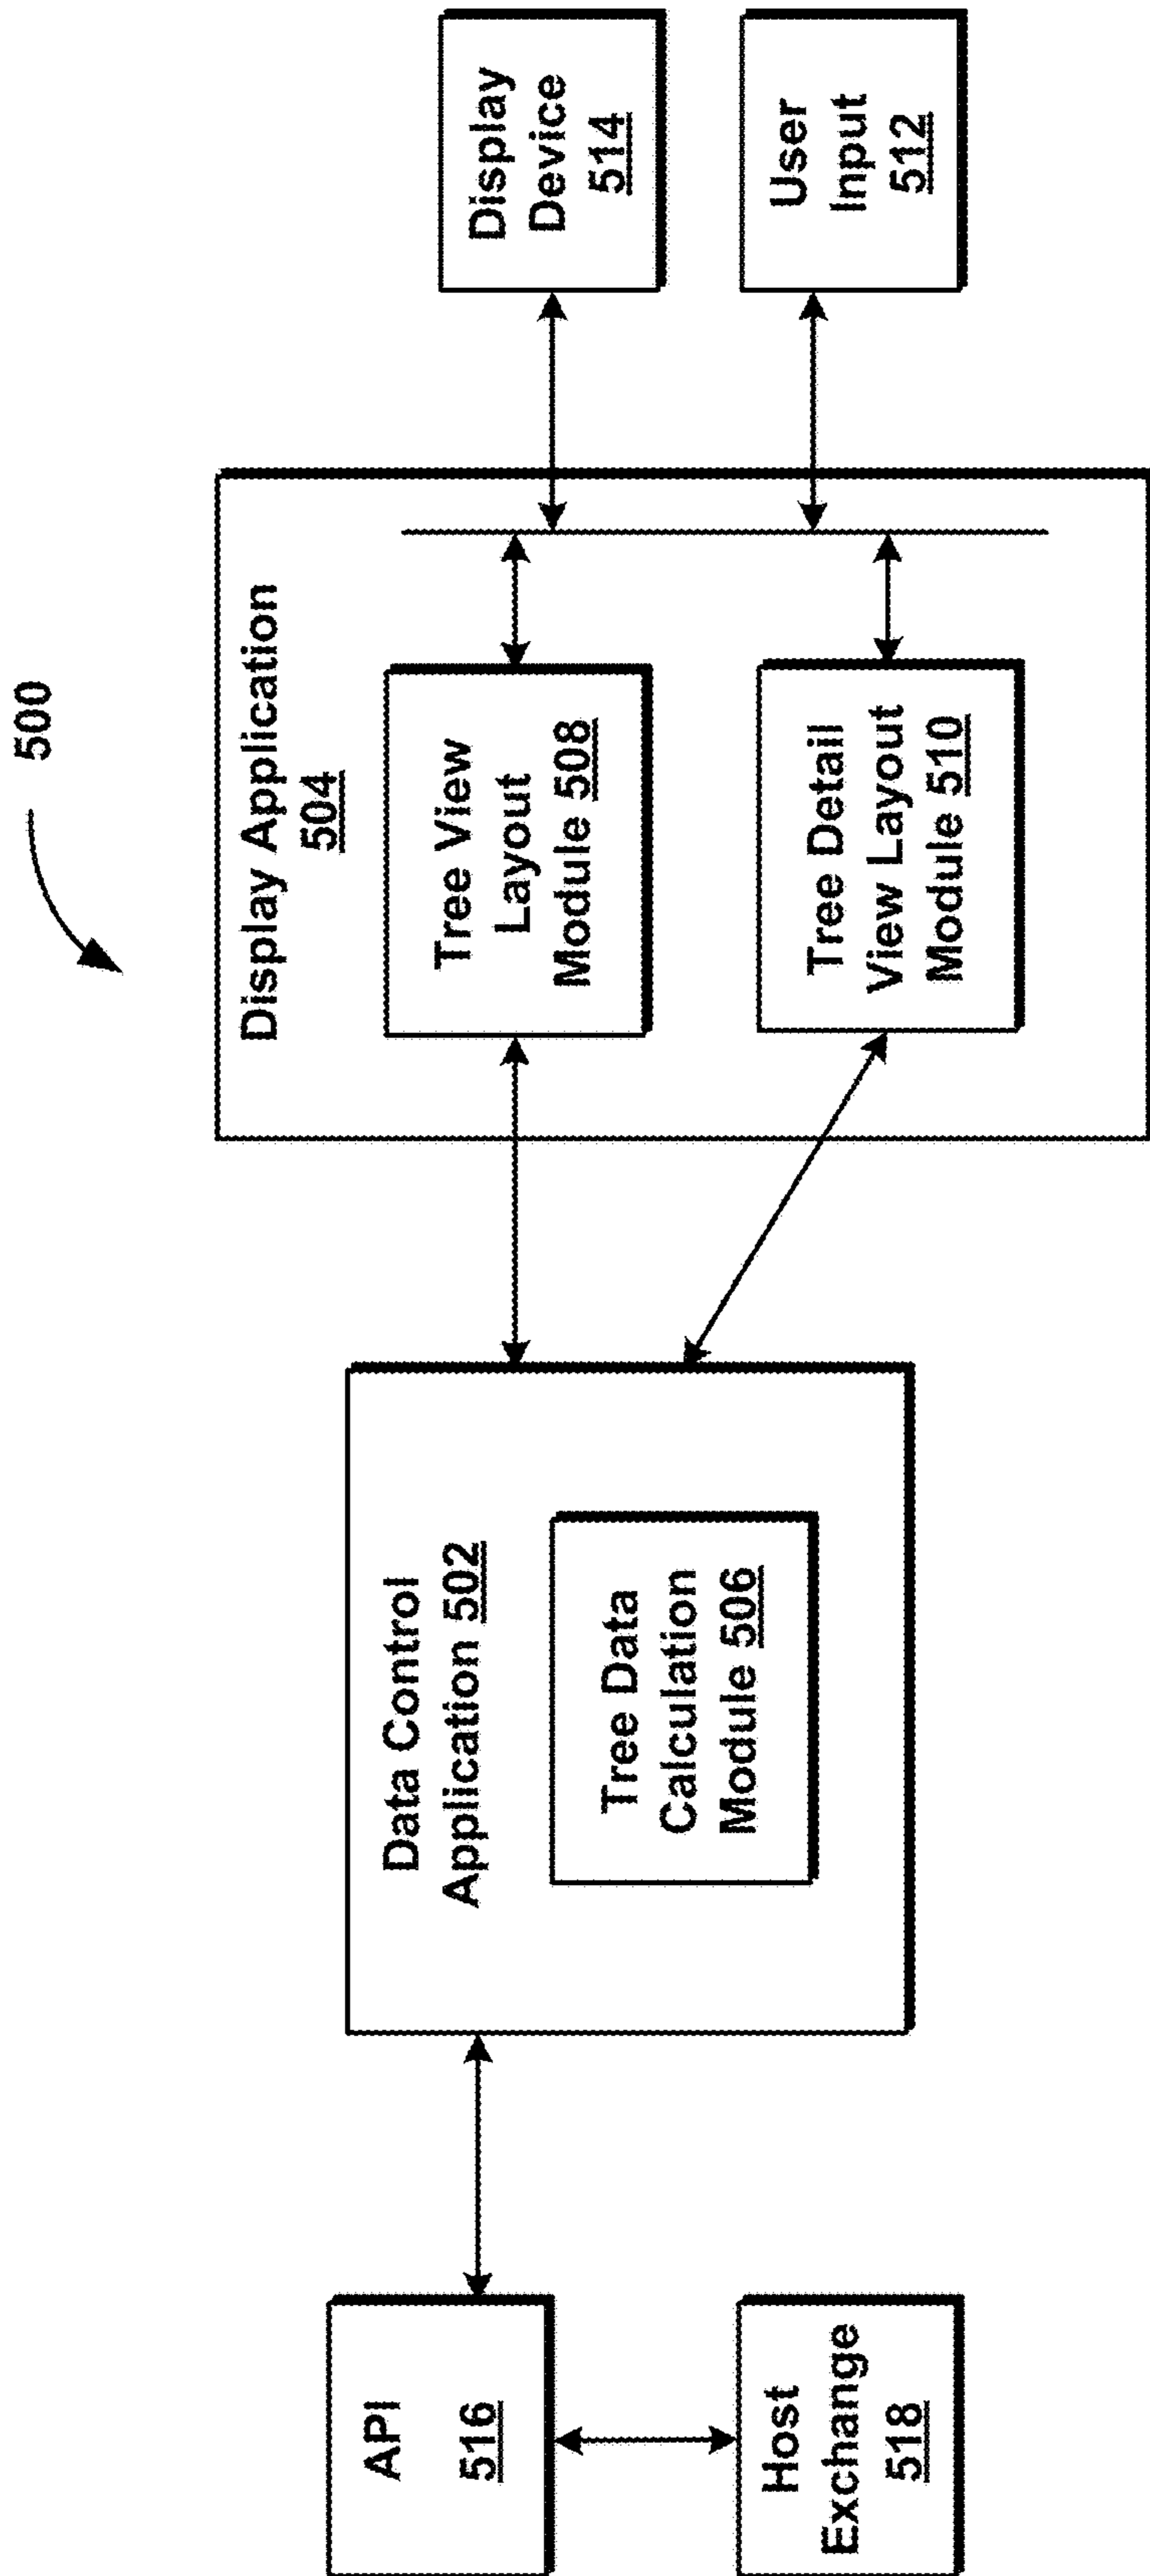 500
API
516
Host
Exchange
518
Data Control
Application 502
Tree Data
Calculation
Module 506
Display Application
504
Tree View
Layout
Module 508
Tree Detail
View Layout
Module 510
Display
Device
514
User
Input
512